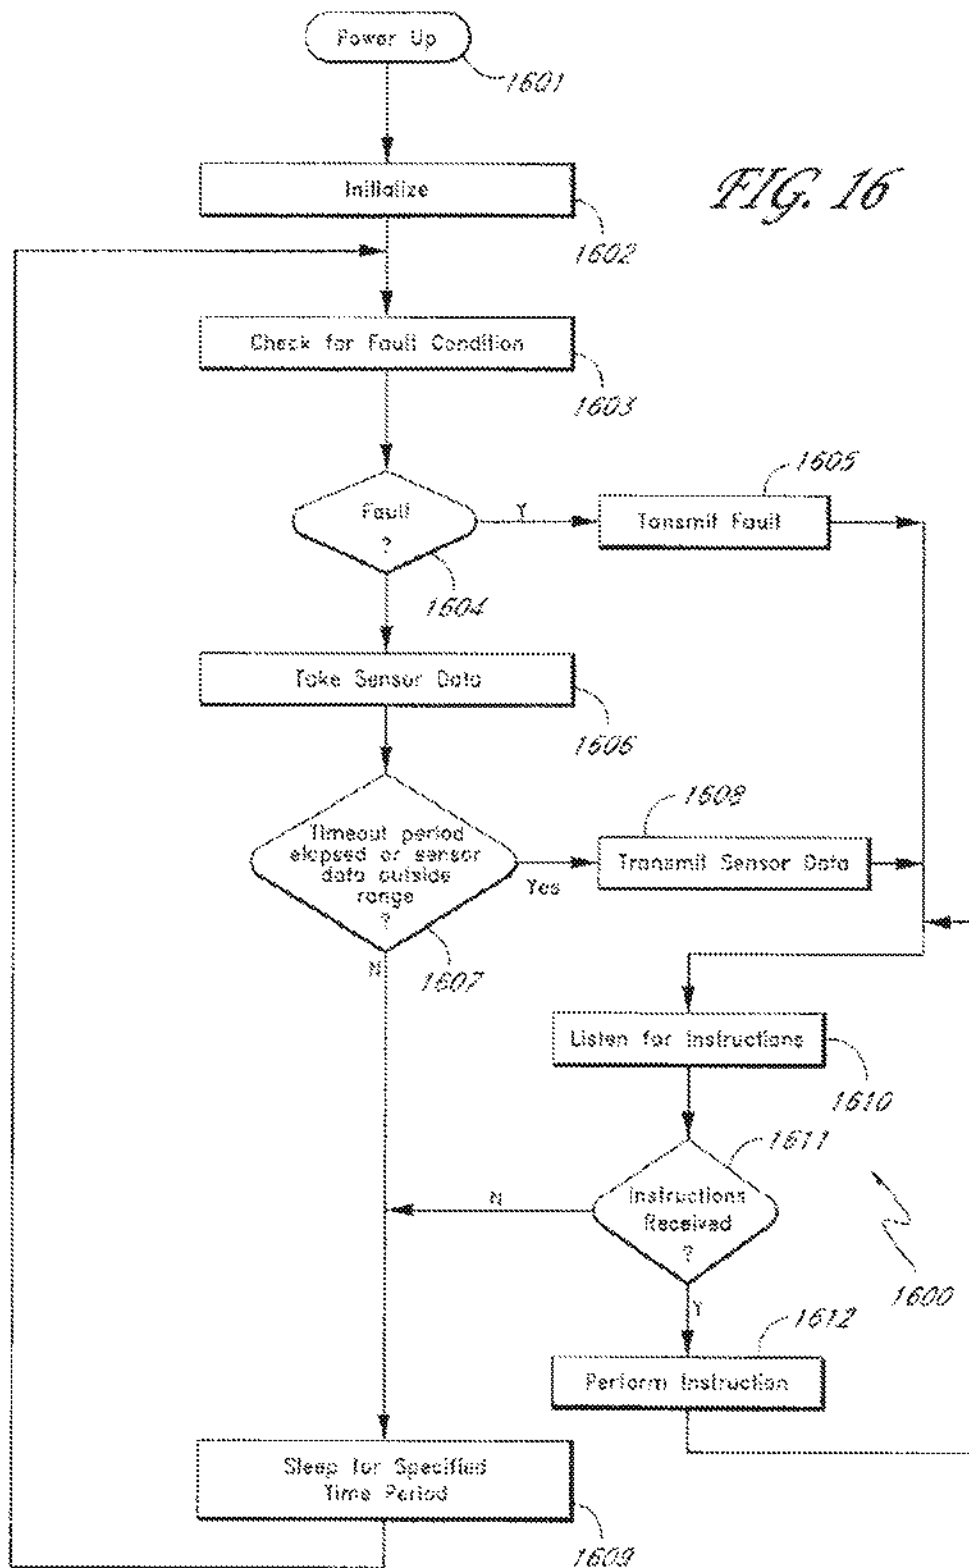 Power Up
1601
FIG. 16
Initialize
1602
Check for Fault Condition
1603
1605
Fault
?
Y
Tansmit Fault
1604
Take Sensor Data
1606
1608
Timeout period
elapsed or sensor
data outside
range
?
Yes
Transmit Sensor Data
N
1607
Listen for Instructions
1610
1611
N
Instructions
Received
?
1600
Y
1612
Perform Instruction
Sleep for Specified
Time Period
1609